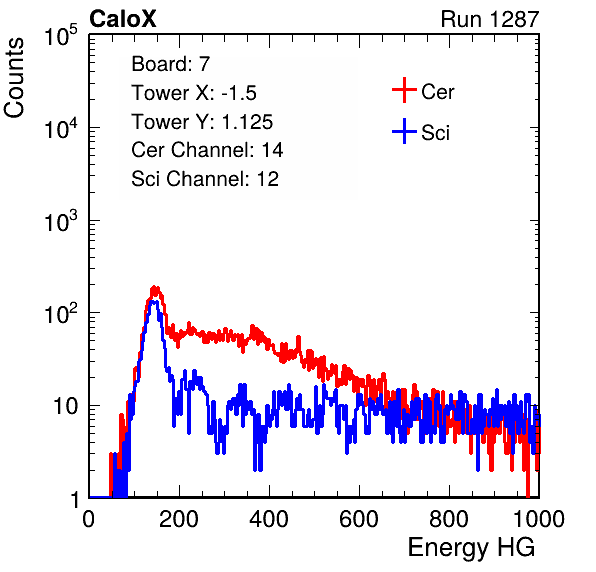 CaloX Run 1287
Counts
Board: 7
Tower X: -1.5
Tower Y: 1.125
Cer Channel: 14
Sci Channel: 12
Cer
Sci
10^5
10^4
10^3
10^2
10
1
0 200 400 600 800 1000
Energy HG